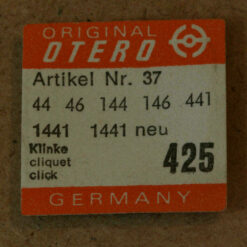 ORIGINAL
OTERO
Artikel Nr. 37
44 46 144 146 441
1441 1441 neu
Klinke
cliquet
click
425
GERMANY